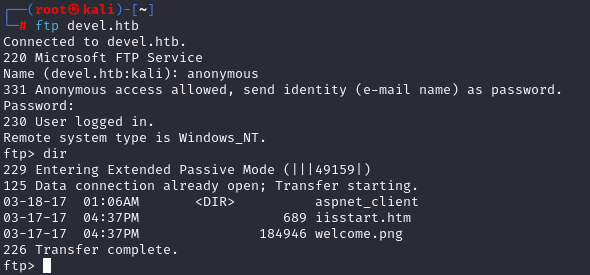 ┌──(root㉿kali)-[~]
└─# ftp devel.htb
Connected to devel.htb.
220 Microsoft FTP Service
Name (devel.htb:kali): anonymous
331 Anonymous access allowed, send identity (e-mail name) as password.
Password:
230 User logged in.
Remote system type is Windows_NT.
ftp> dir
229 Entering Extended Passive Mode (|||49159|)
125 Data connection already open; Transfer starting.
03-18-17  01:06AM       <DIR>          aspnet_client
03-17-17  04:37PM                  689 iisstart.htm
03-17-17  04:37PM               184946 welcome.png
226 Transfer complete.
ftp>